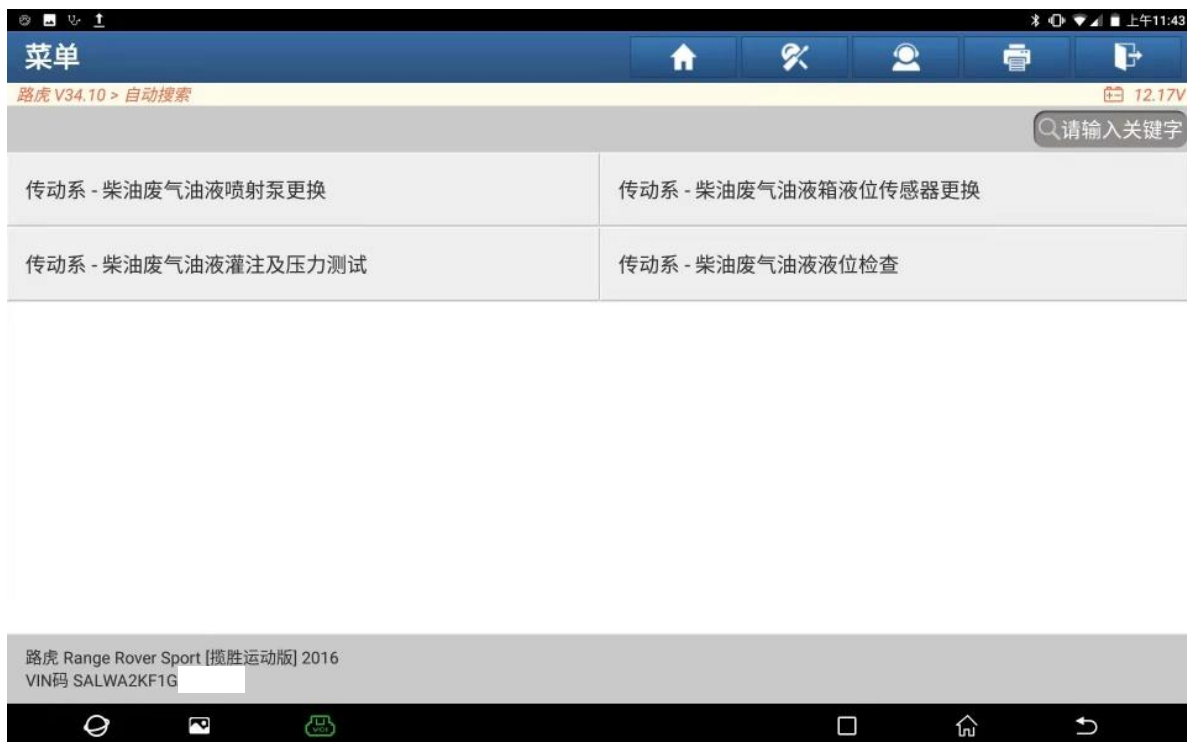 上午11:43
菜单
路虎 V34.10 > 自动搜索
12.17V
请输入关键字
传动系 - 柴油废气油液喷射泵更换
传动系 - 柴油废气油液箱液位传感器更换
传动系 - 柴油废气油液灌注及压力测试
传动系 - 柴油废气油液液位检查
路虎 Range Rover Sport [揽胜运动版] 2016
VIN码 SALWA2KF1G
VCI